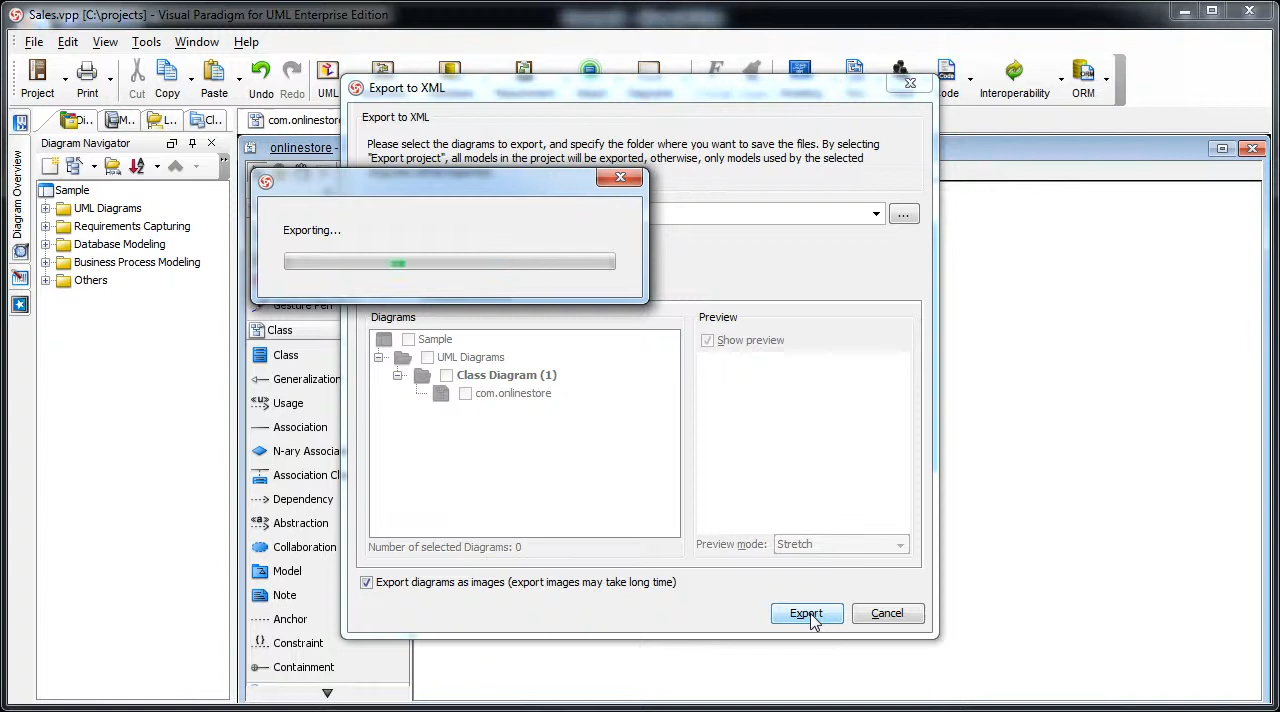 Sales.vpp [C:\projects] - Visual Paradigm for UML Enterprise Edition
File Edit View Tools Window Help
Project Print Cut Copy Paste Undo Redo UML Interoperability ORM
Export to XML
com.onlinestore
Export to XML
Please select the diagrams to export, and specify the folder where you want to save the files. By selecting
"Export project", all models in the project will be exported, otherwise, only models used by the selected
Diagram Navigator
onlinestore
Diagram Overview
Sample
UML Diagrams
Requirements Capturing
Database Modeling
Business Process Modeling
Others
Exporting...
Class
Class
Generalization
Usage
Association
N-ary Associa
Association Cl
Dependency
Abstraction
Collaboration
Model
Note
Anchor
Constraint
Containment
Diagrams
Sample
UML Diagrams
Class Diagram (1)
com.onlinestore
Number of selected Diagrams: 0
Preview
Show preview
Preview mode: Stretch
Export diagrams as images (export images may take long time)
Export Cancel